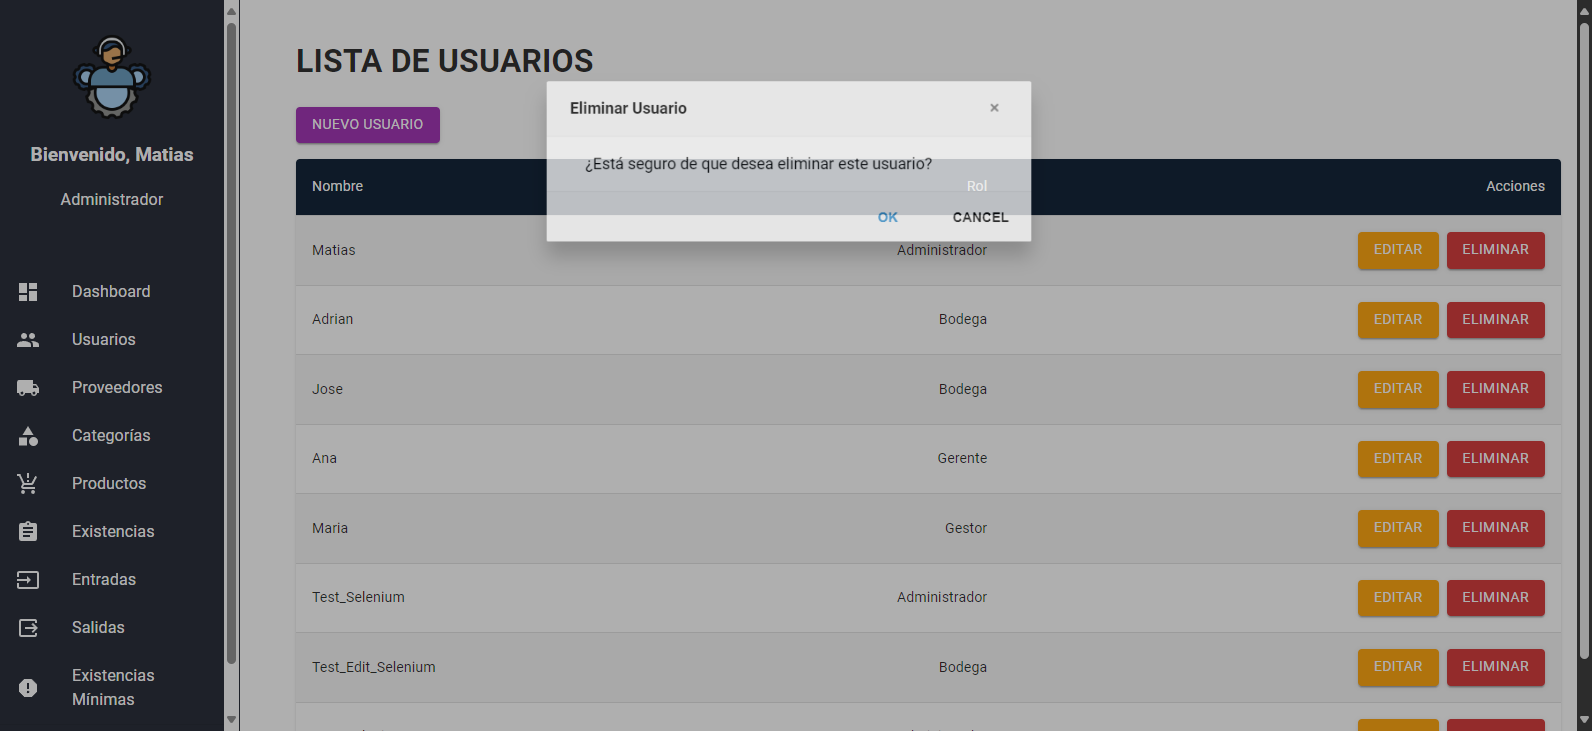 Bienvenido, Matias
Administrador
Dashboard
Usuarios
Proveedores
Categorías
Productos
Existencias
Entradas
Salidas
Existencias
Mínimas
LISTA DE USUARIOS
NUEVO USUARIO
Eliminar Usuario ×
¿Está seguro de que desea eliminar este usuario?
OK CANCEL
Nombre Rol Acciones
Matias Administrador EDITAR ELIMINAR
Adrian Bodega EDITAR ELIMINAR
Jose Bodega EDITAR ELIMINAR
Ana Gerente EDITAR ELIMINAR
Maria Gestor EDITAR ELIMINAR
Test_Selenium Administrador EDITAR ELIMINAR
Test_Edit_Selenium Bodega EDITAR ELIMINAR